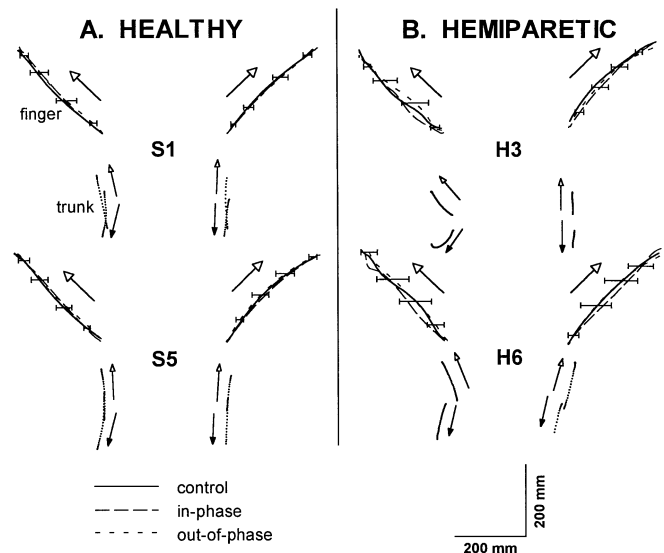 A. HEALTHY
B. HEMIPARETIC
finger
S1
H3
trunk
S5
H6
control
in-phase
out-of-phase
200 mm
200 mm